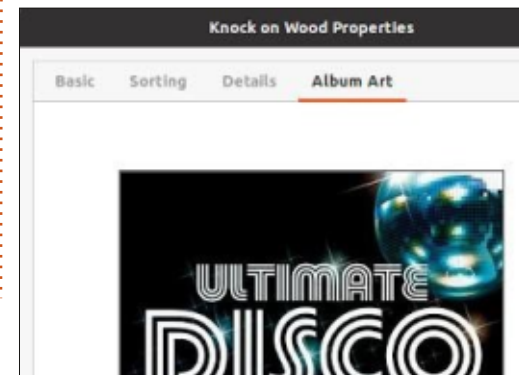 Knock on Wood Properties
Basic Sorting Details Album Art
ULTIMATE
DISCO